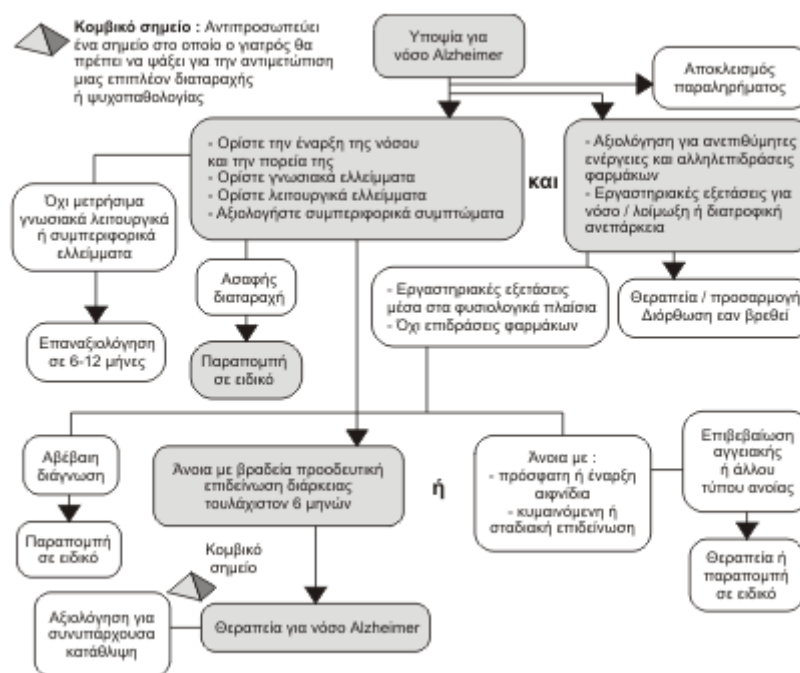 Κομβικό σημείο : Αντιπροσωπεύει
ένα σημείο στο οποίο ο γιατρός θα
πρέπει να ψάξει για την αντιμετώπιση
μιας επιπλέον διαταραχής
ή ψυχοπαθολογίας
Υποψία για
νόσο Alzheimer
Αποκλεισμός
παραληρήματος
- Ορίστε την έναρξη της νόσου
και την πορεία της
- Ορίστε γνωσιακά ελλείμματα
- Ορίστε λειτουργικά ελλείμματα
- Αξιολογήστε συμπεριφορικά συμπτώματα
και
- Αξιολόγηση για ανεπιθύμητες
ενέργειες και αλληλεπιδράσεις
φαρμάκων
- Εργαστηριακές εξετάσεις για
νόσο / λοίμωξη ή διατροφική
ανεπάρκεια
Όχι μετρήσιμα
γνωσιακά λειτουργικά
ή συμπεριφορικά
ελλείμματα
Ασαφής
διαταραχή
- Εργαστηριακές εξετάσεις
μέσα στα φυσιολογικά πλαίσια
- Όχι επιδράσεις φαρμάκων
Θεραπεία / προσαρμογή
Διόρθωση εαν βρεθεί
Επαναξιολόγηση
σε 6-12 μήνες
Παραπομπή
σε ειδικό
Αβέβαιη
διάγνωση
Άνοια με βραδεία προοδευτική
επιδείνωση διάρκειας
τουλάχιστον 6 μηνών
ή
Άνοια με :
- πρόσφατη ή έναρξη
αιφνίδια
- κυμαινόμενη ή
σταδιακή επιδείνωση
Επιβεβαίωση
αγγειακής
ή άλλου
τύπου ανοίας
Παραπομπή
σε ειδικό
Κομβικό
σημείο
Θεραπεία ή
παραπομπή
σε ειδικό
Αξιολόγηση για
συνυπάρχουσα
κατάθλιψη
Θεραπεία για νόσο Alzheimer